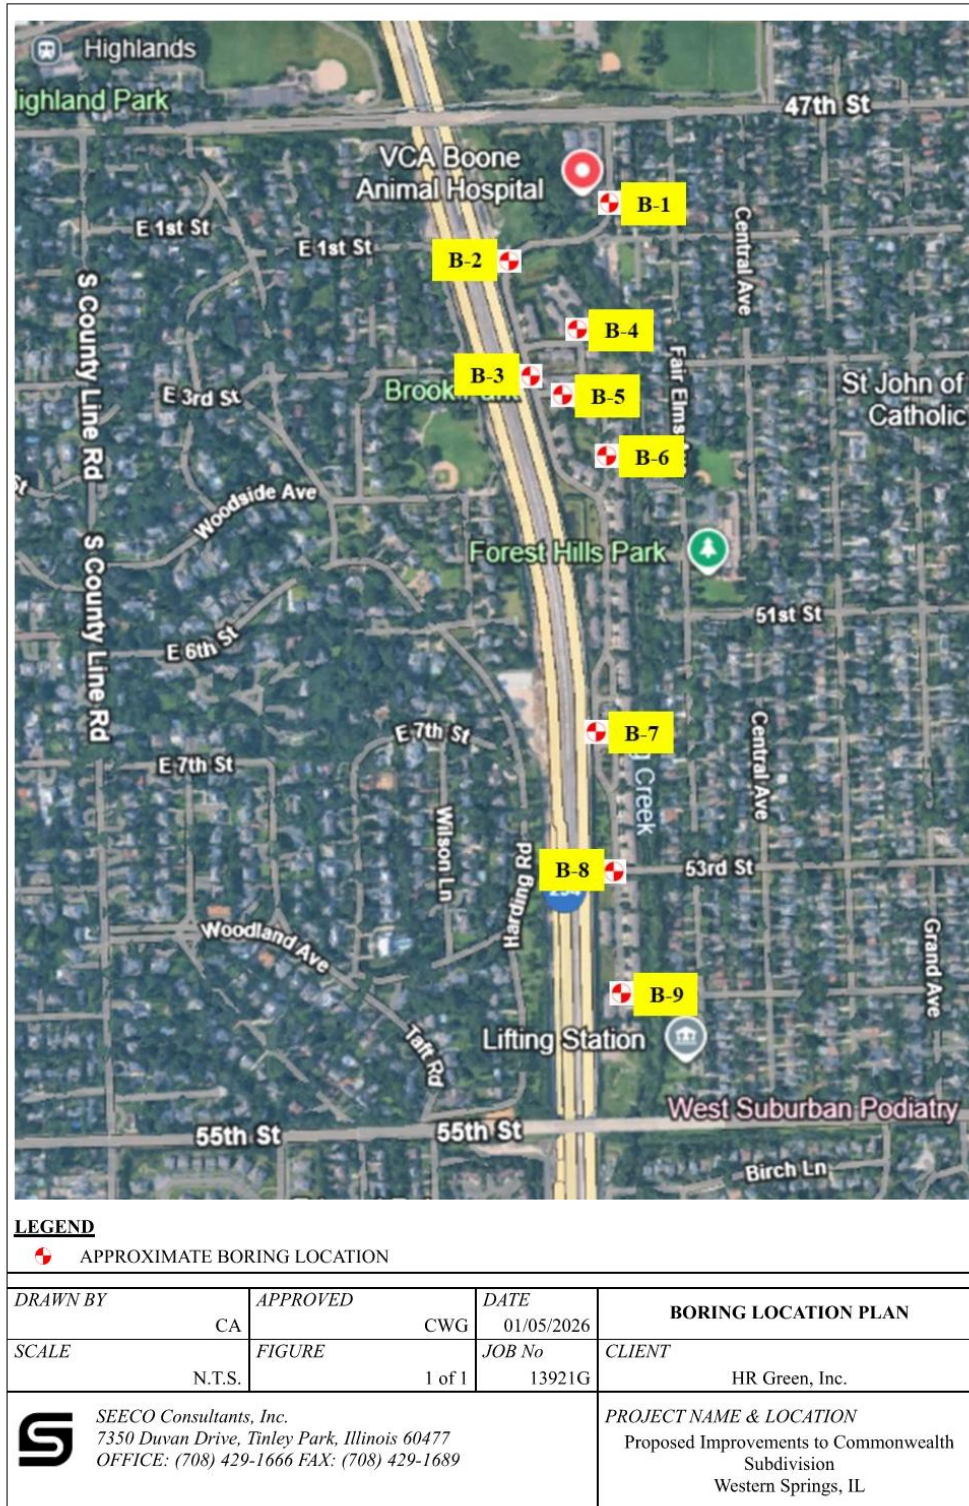 Highlands
Highland Park
47th St
VCA Boone
Animal Hospital
B-1
E 1st St
E 1st St
B-2
Central Ave
S County Line Rd
B-4
B-3
E 3rd St
B-5
Fair Elms
St John of
Catholic
B-6
St
Woodside Ave
Forest Hills Park
S County Line Rd
51st St
E 6th St
B-7
E 7th St
E 7th St
Central Ave
Creek
Wilson Ln
Harding Rd
B-8
53rd St
Woodland Ave
Grand Ave
B-9
Lifting Station
Taft Rd
West Suburban Podiatry
55th St
55th St
Birch Ln
LEGEND
APPROXIMATE BORING LOCATION
DRAWN BY
CA
APPROVED
CWG
DATE
01/05/2026
BORING LOCATION PLAN
SCALE
N.T.S.
FIGURE
1 of 1
JOB No
13921G
CLIENT
HR Green, Inc.
SEECO Consultants, Inc.
7350 Duvan Drive, Tinley Park, Illinois 60477
OFFICE: (708) 429-1666 FAX: (708) 429-1689
PROJECT NAME & LOCATION
Proposed Improvements to Commonwealth
Subdivision
Western Springs, IL